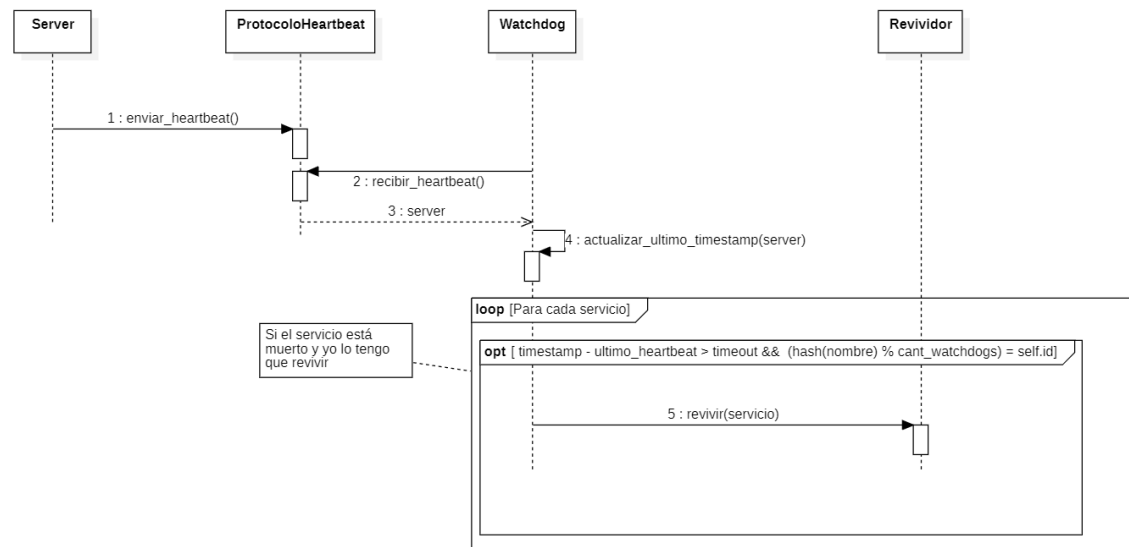 Server
ProtocoloHeartbeat
Watchdog
Revividor
1 : enviar_heartbeat()
2 : recibir_heartbeat()
3 : server
4 : actualizar_ultimo_timestamp(server)
loop [Para cada servicio]
Si el servicio está
muerto y yo lo tengo
que revivir
opt [ timestamp - ultimo_heartbeat > timeout && (hash(nombre) % cant_watchdogs) = self.id]
5 : revivir(servicio)